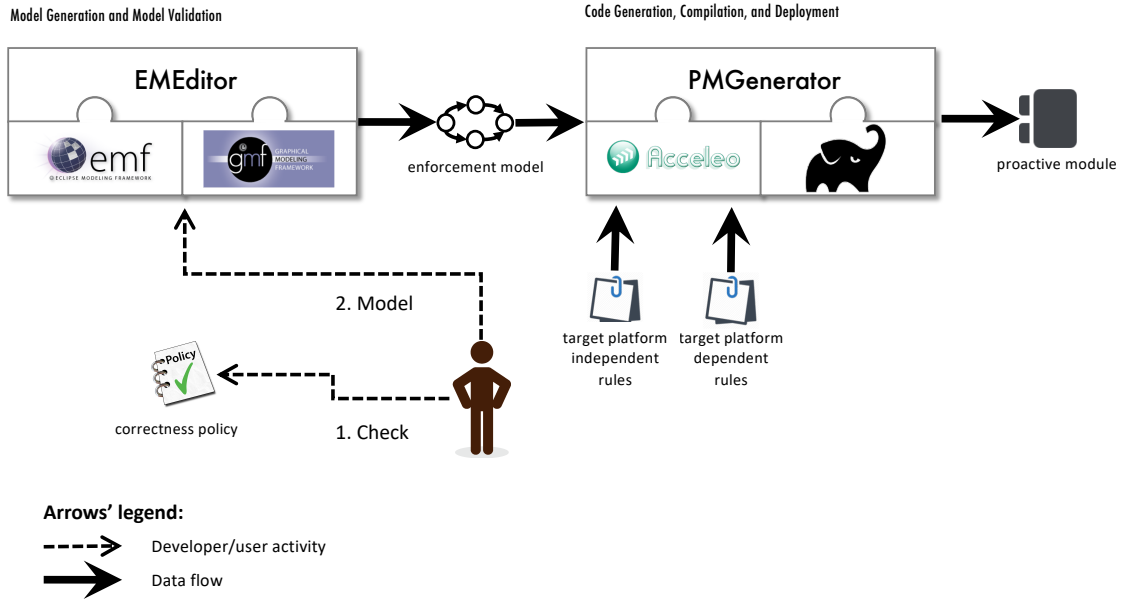 Model Generation and Model Validation
Code Generation, Compilation, and Deployment
EMEditor
PMGenerator
emf
@ECLIPSE MODELING FRAMEWORK
gmf
GRAPHICAL
MODELING
FRAMEWORK
enforcement model
Acceleo
proactive module
2. Model
target platform
independent
rules
target platform
dependent
rules
Policy
correctness policy
1. Check
Arrows’ legend:
Developer/user activity
Data flow